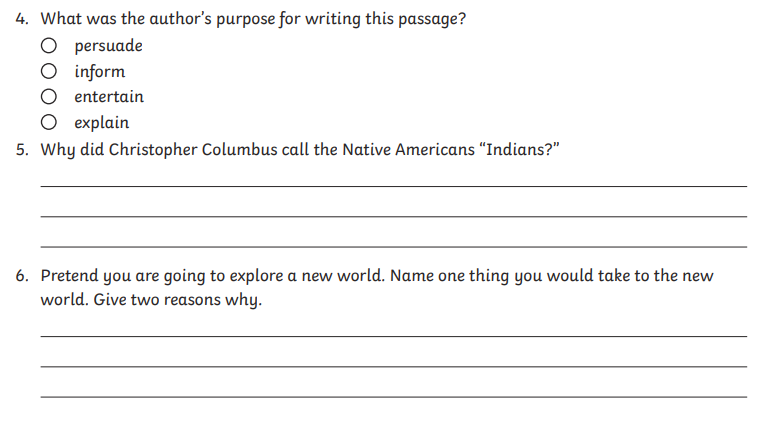 4. What was the author's purpose for writing this passage?
persuade
inform
entertain
explain
5. Why did Christopher Columbus call the Native Americans “Indians?”
6. Pretend you are going to explore a new world. Name one thing you would take to the new
world. Give two reasons why.